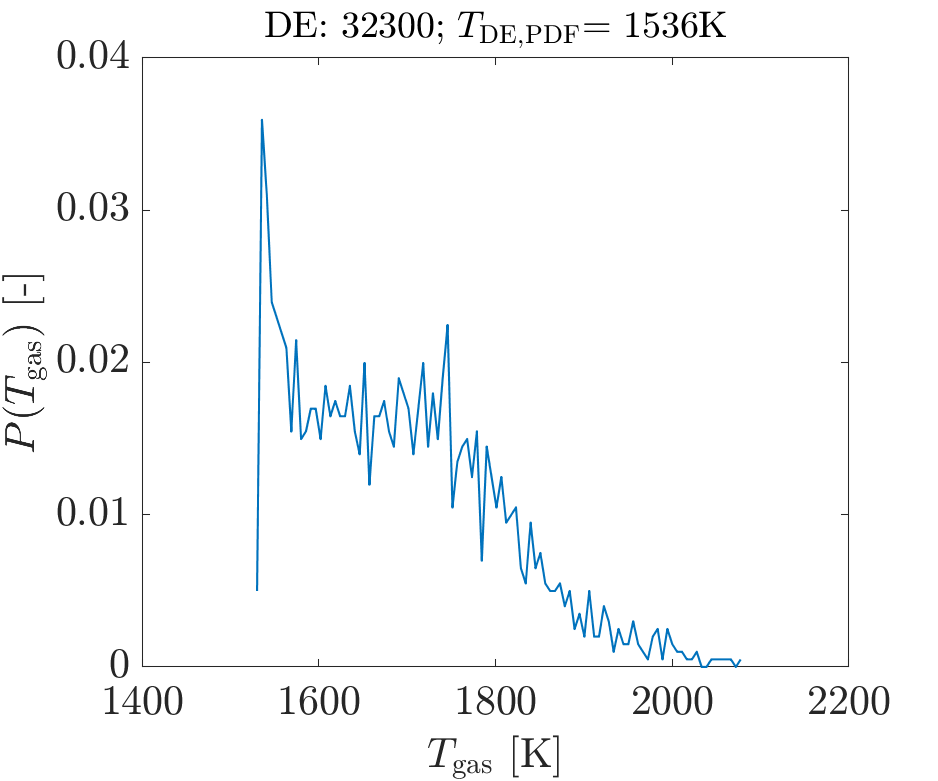 DE: 32300; T_DE,PDF= 1536K
0.04
0.03
0.02
0.01
0
P(T_gas) [-]
1400 1600 1800 2000 2200
T_gas [K]